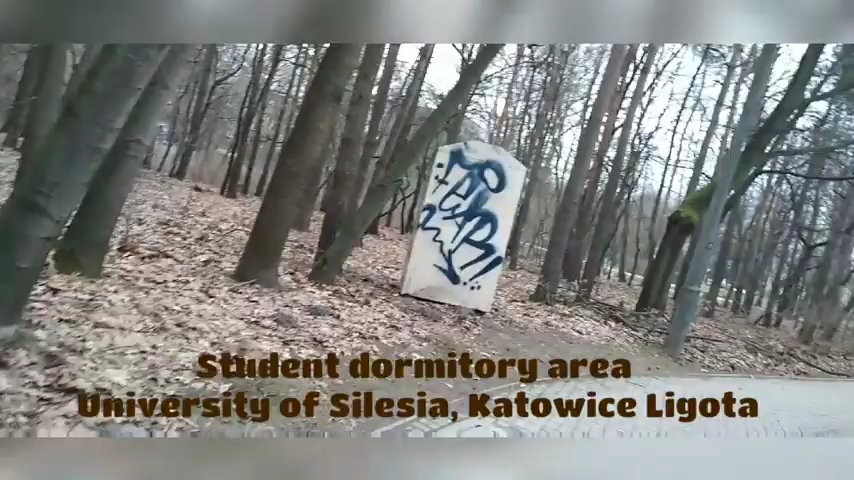 Student dormitory area
University of Silesia, Katowice Ligota